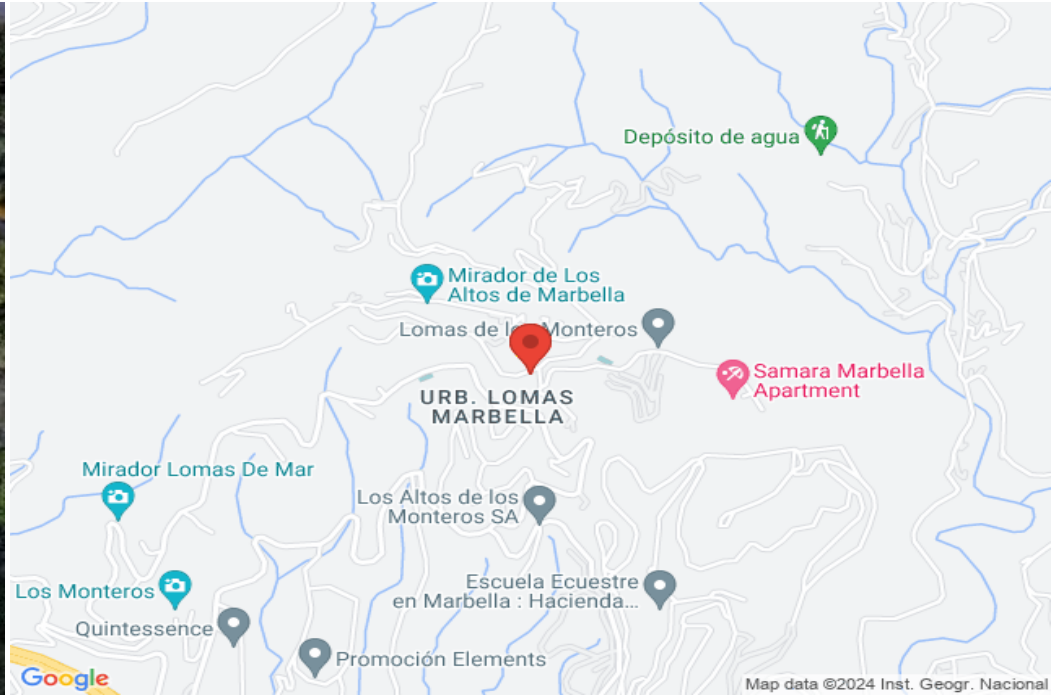 Depósito de agua
Mirador de Los
Altos de Marbella
Lomas de los Monteros
Samara Marbella
Apartment
URB. LOMAS
MARBELLA
Mirador Lomas De Mar
Los Altos de los
Monteros SA
Los Monteros
Escuela Ecuestre
en Marbella : Hacienda...
Quintessence
Promoción Elements
Google
Map data ©2024 Inst. Geogr. Nacional